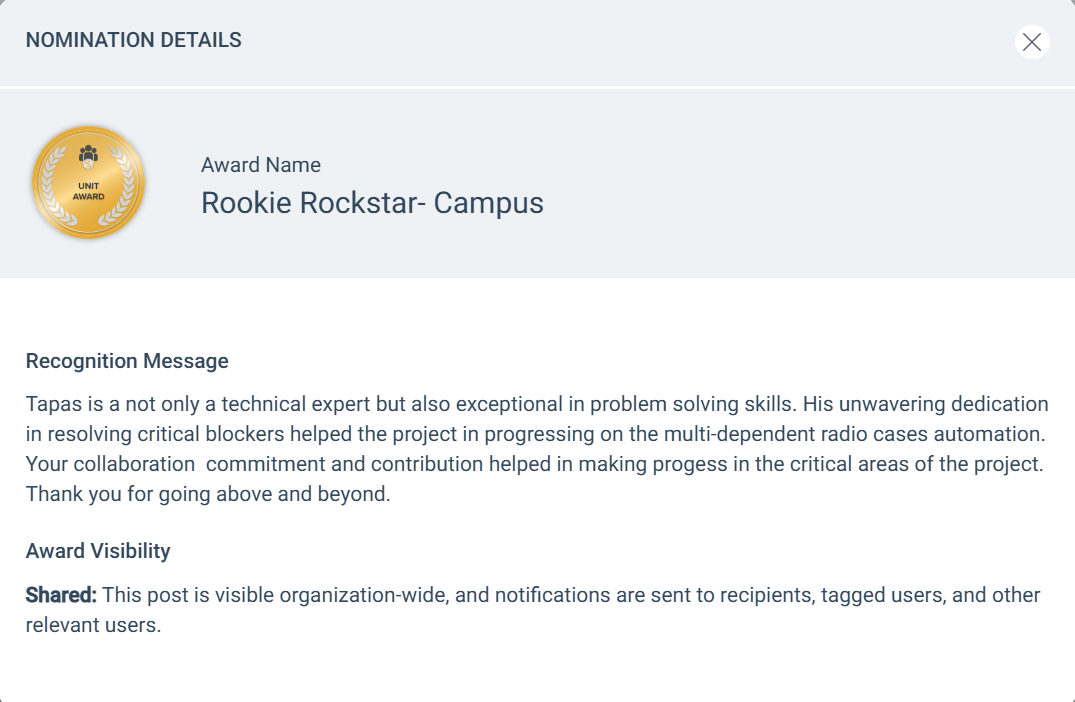 NOMINATION DETAILS
UNIT
AWARD
Award Name
Rookie Rockstar- Campus
Recognition Message
Tapas is a not only a technical expert but also exceptional in problem solving skills. His unwavering dedication
in resolving critical blockers helped the project in progressing on the multi-dependent radio cases automation.
Your collaboration  commitment and contribution helped in making progess in the critical areas of the project.
Thank you for going above and beyond.
Award Visibility
Shared: This post is visible organization-wide, and notifications are sent to recipients, tagged users, and other
relevant users.